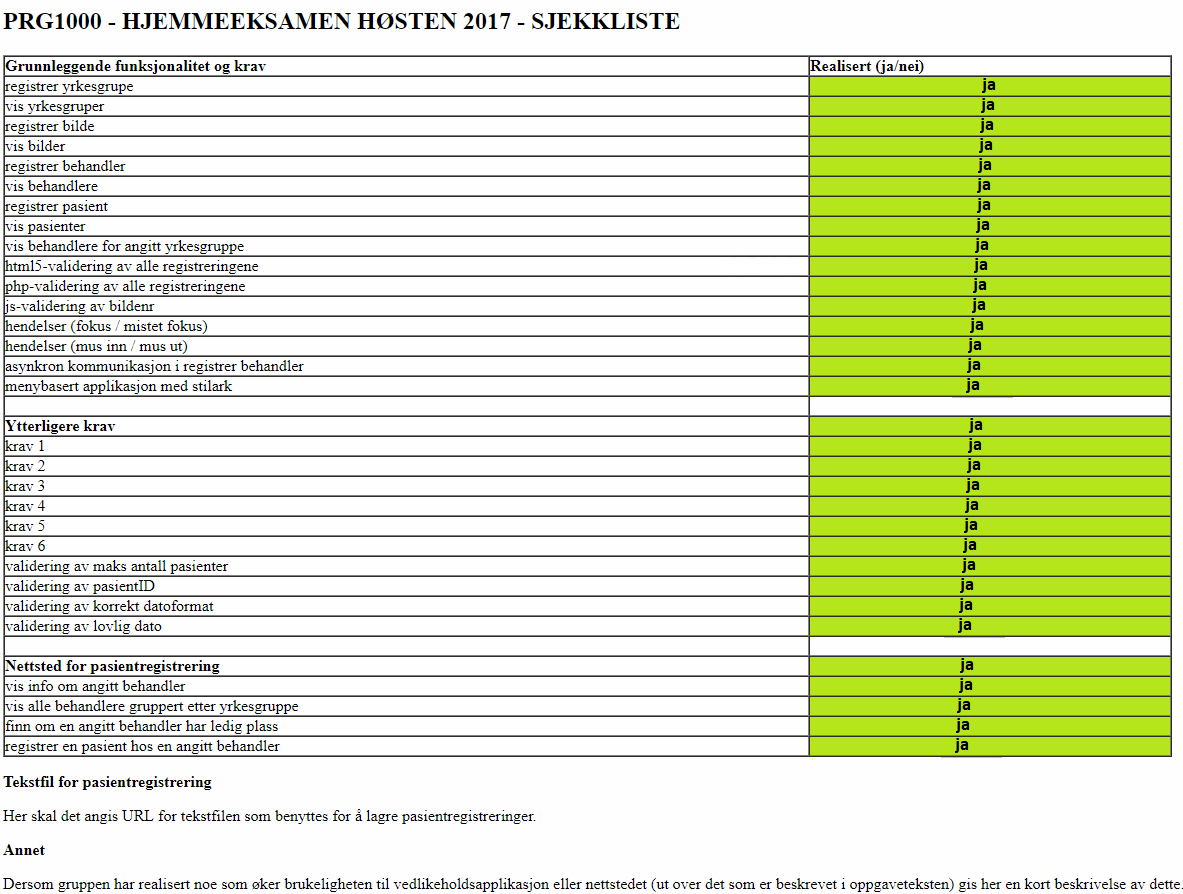 PRG1000 - HJEMMEEKSAMEN HØSTEN 2017 - SJEKKLISTE
Grunnleggende funksjonalitet og krav Realisert (ja/nei)
registrer yrkesgrupe ja
vis yrkesgruper ja
registrer bilde ja
vis bilder ja
registrer behandler ja
vis behandlere ja
registrer pasient ja
vis pasienter ja
vis behandlere for angitt yrkesgruppe ja
html5-validering av alle registreringene ja
php-validering av alle registreringene ja
js-validering av bildenr ja
hendelser (fokus / mistet fokus) ja
hendelser (mus inn / mus ut) ja
asynkron kommunikasjon i registrer behandler ja
menybasert applikasjon med stilark ja
Ytterligere krav ja
krav 1 ja
krav 2 ja
krav 3 ja
krav 4 ja
krav 5 ja
krav 6 ja
validering av maks antall pasienter ja
validering av pasientID ja
validering av korrekt datoformat ja
validering av lovlig dato ja
Nettsted for pasientregistrering ja
vis info om angitt behandler ja
vis alle behandlere gruppert etter yrkesgruppe ja
finn om en angitt behandler har ledig plass ja
registrer en pasient hos en angitt behandler ja
Tekstfil for pasientregistrering
Her skal det angis URL for tekstfilen som benyttes for å lagre pasientregistreringer.
Annet
Dersom gruppen har realisert noe som øker brukeligheten til vedlikeholdsapplikasjon eller nettstedet (ut over det som er beskrevet i oppgaveteksten) gis her en kort beskrivelse av dette.